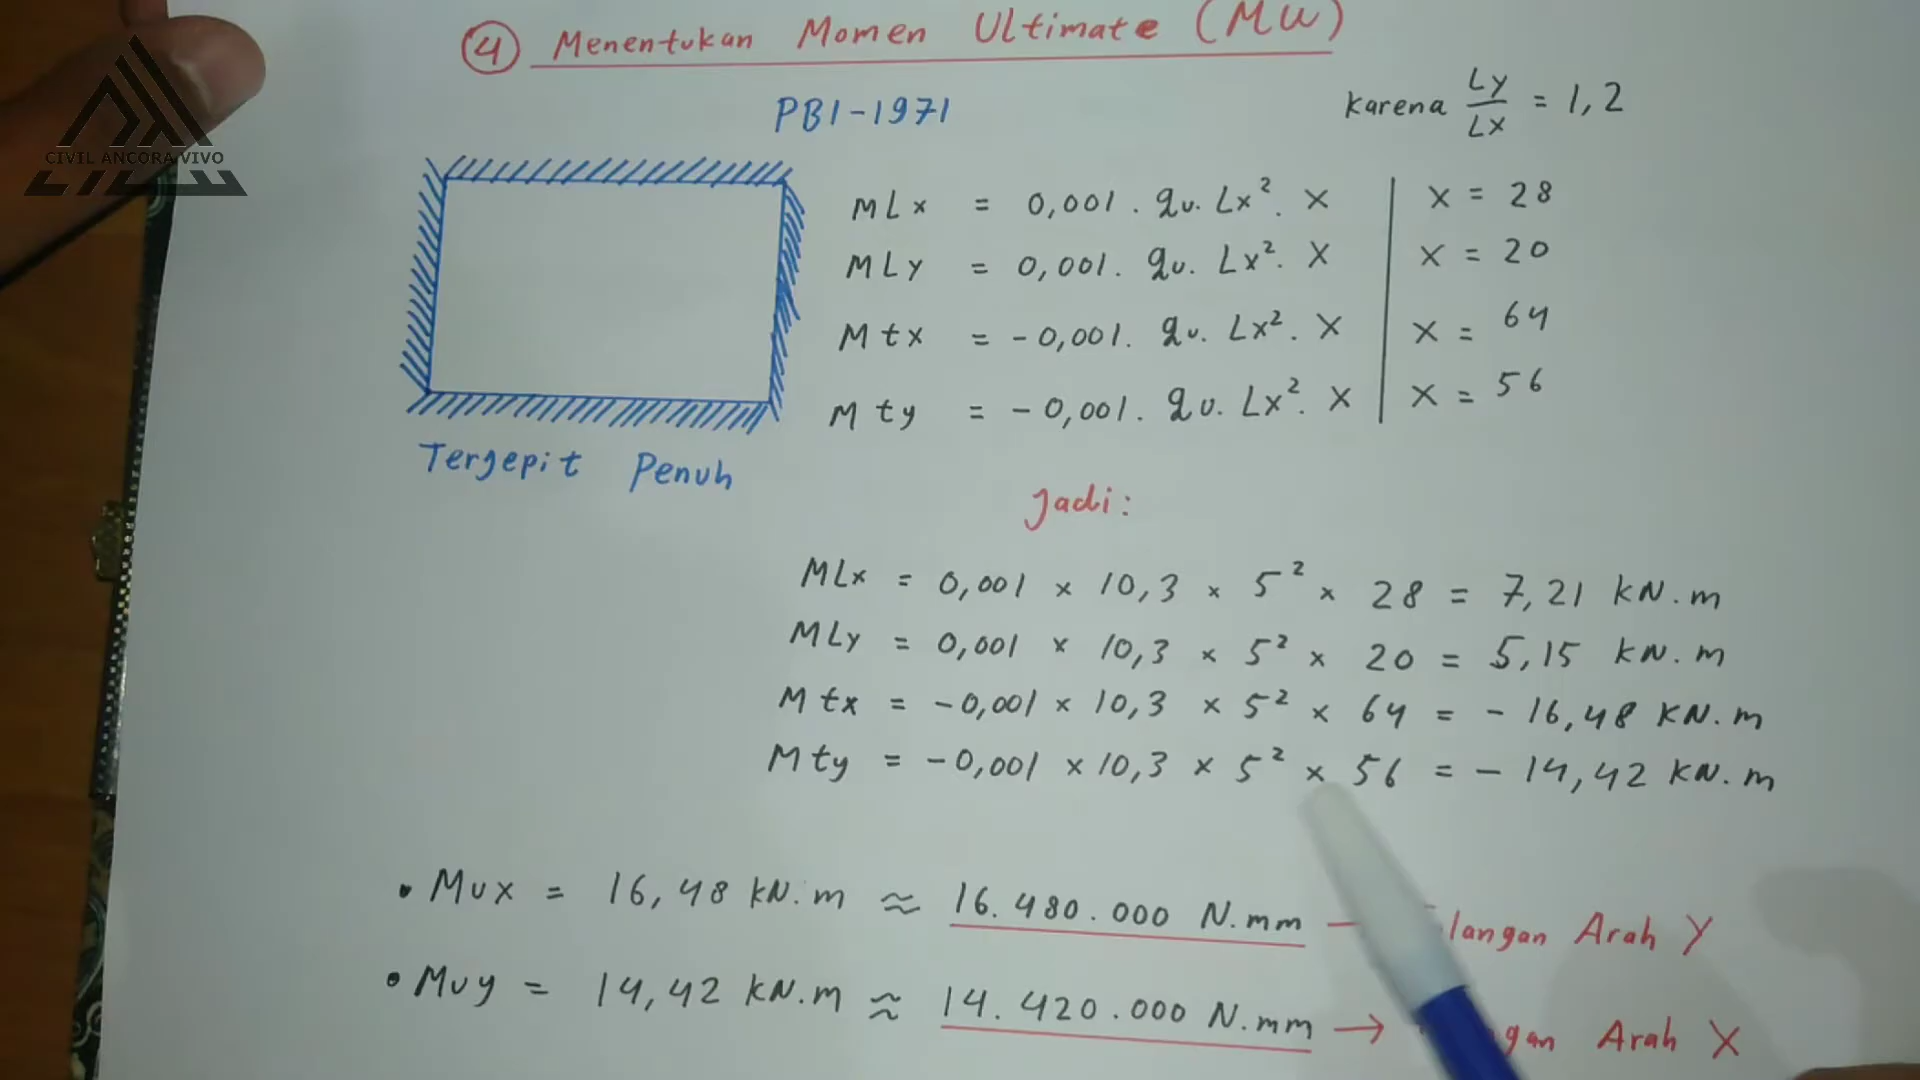 4 Menentukan Momen Ultimate (MU)
PBI-1971
karena Ly/Lx = 1,2
CIVIL ANCORA VIVO
MLx = 0,001. qu. Lx². X | X = 28
MLy = 0,001. qu. Lx². X | X = 20
Mtx = -0,001. qu. Lx². X | X = 64
Mty = -0,001. qu. Lx². X | X = 56
Tergepit Penuh
Jadi:
MLx = 0,001 x 10,3 x 5² x 28 = 7,21 kN.m
MLy = 0,001 x 10,3 x 5² x 20 = 5,15 kN.m
Mtx = -0,001 x 10,3 x 5² x 64 = - 16,48 KN.m
Mty = -0,001 x 10,3 x 5² x 56 = - 14,42 KN.m
• Mux = 16,48 kN.m ≈ 16.480.000 N.mm → Arah Y
• Muy = 14,42 kN.m ≈ 14.420.000 N.mm → Arah X